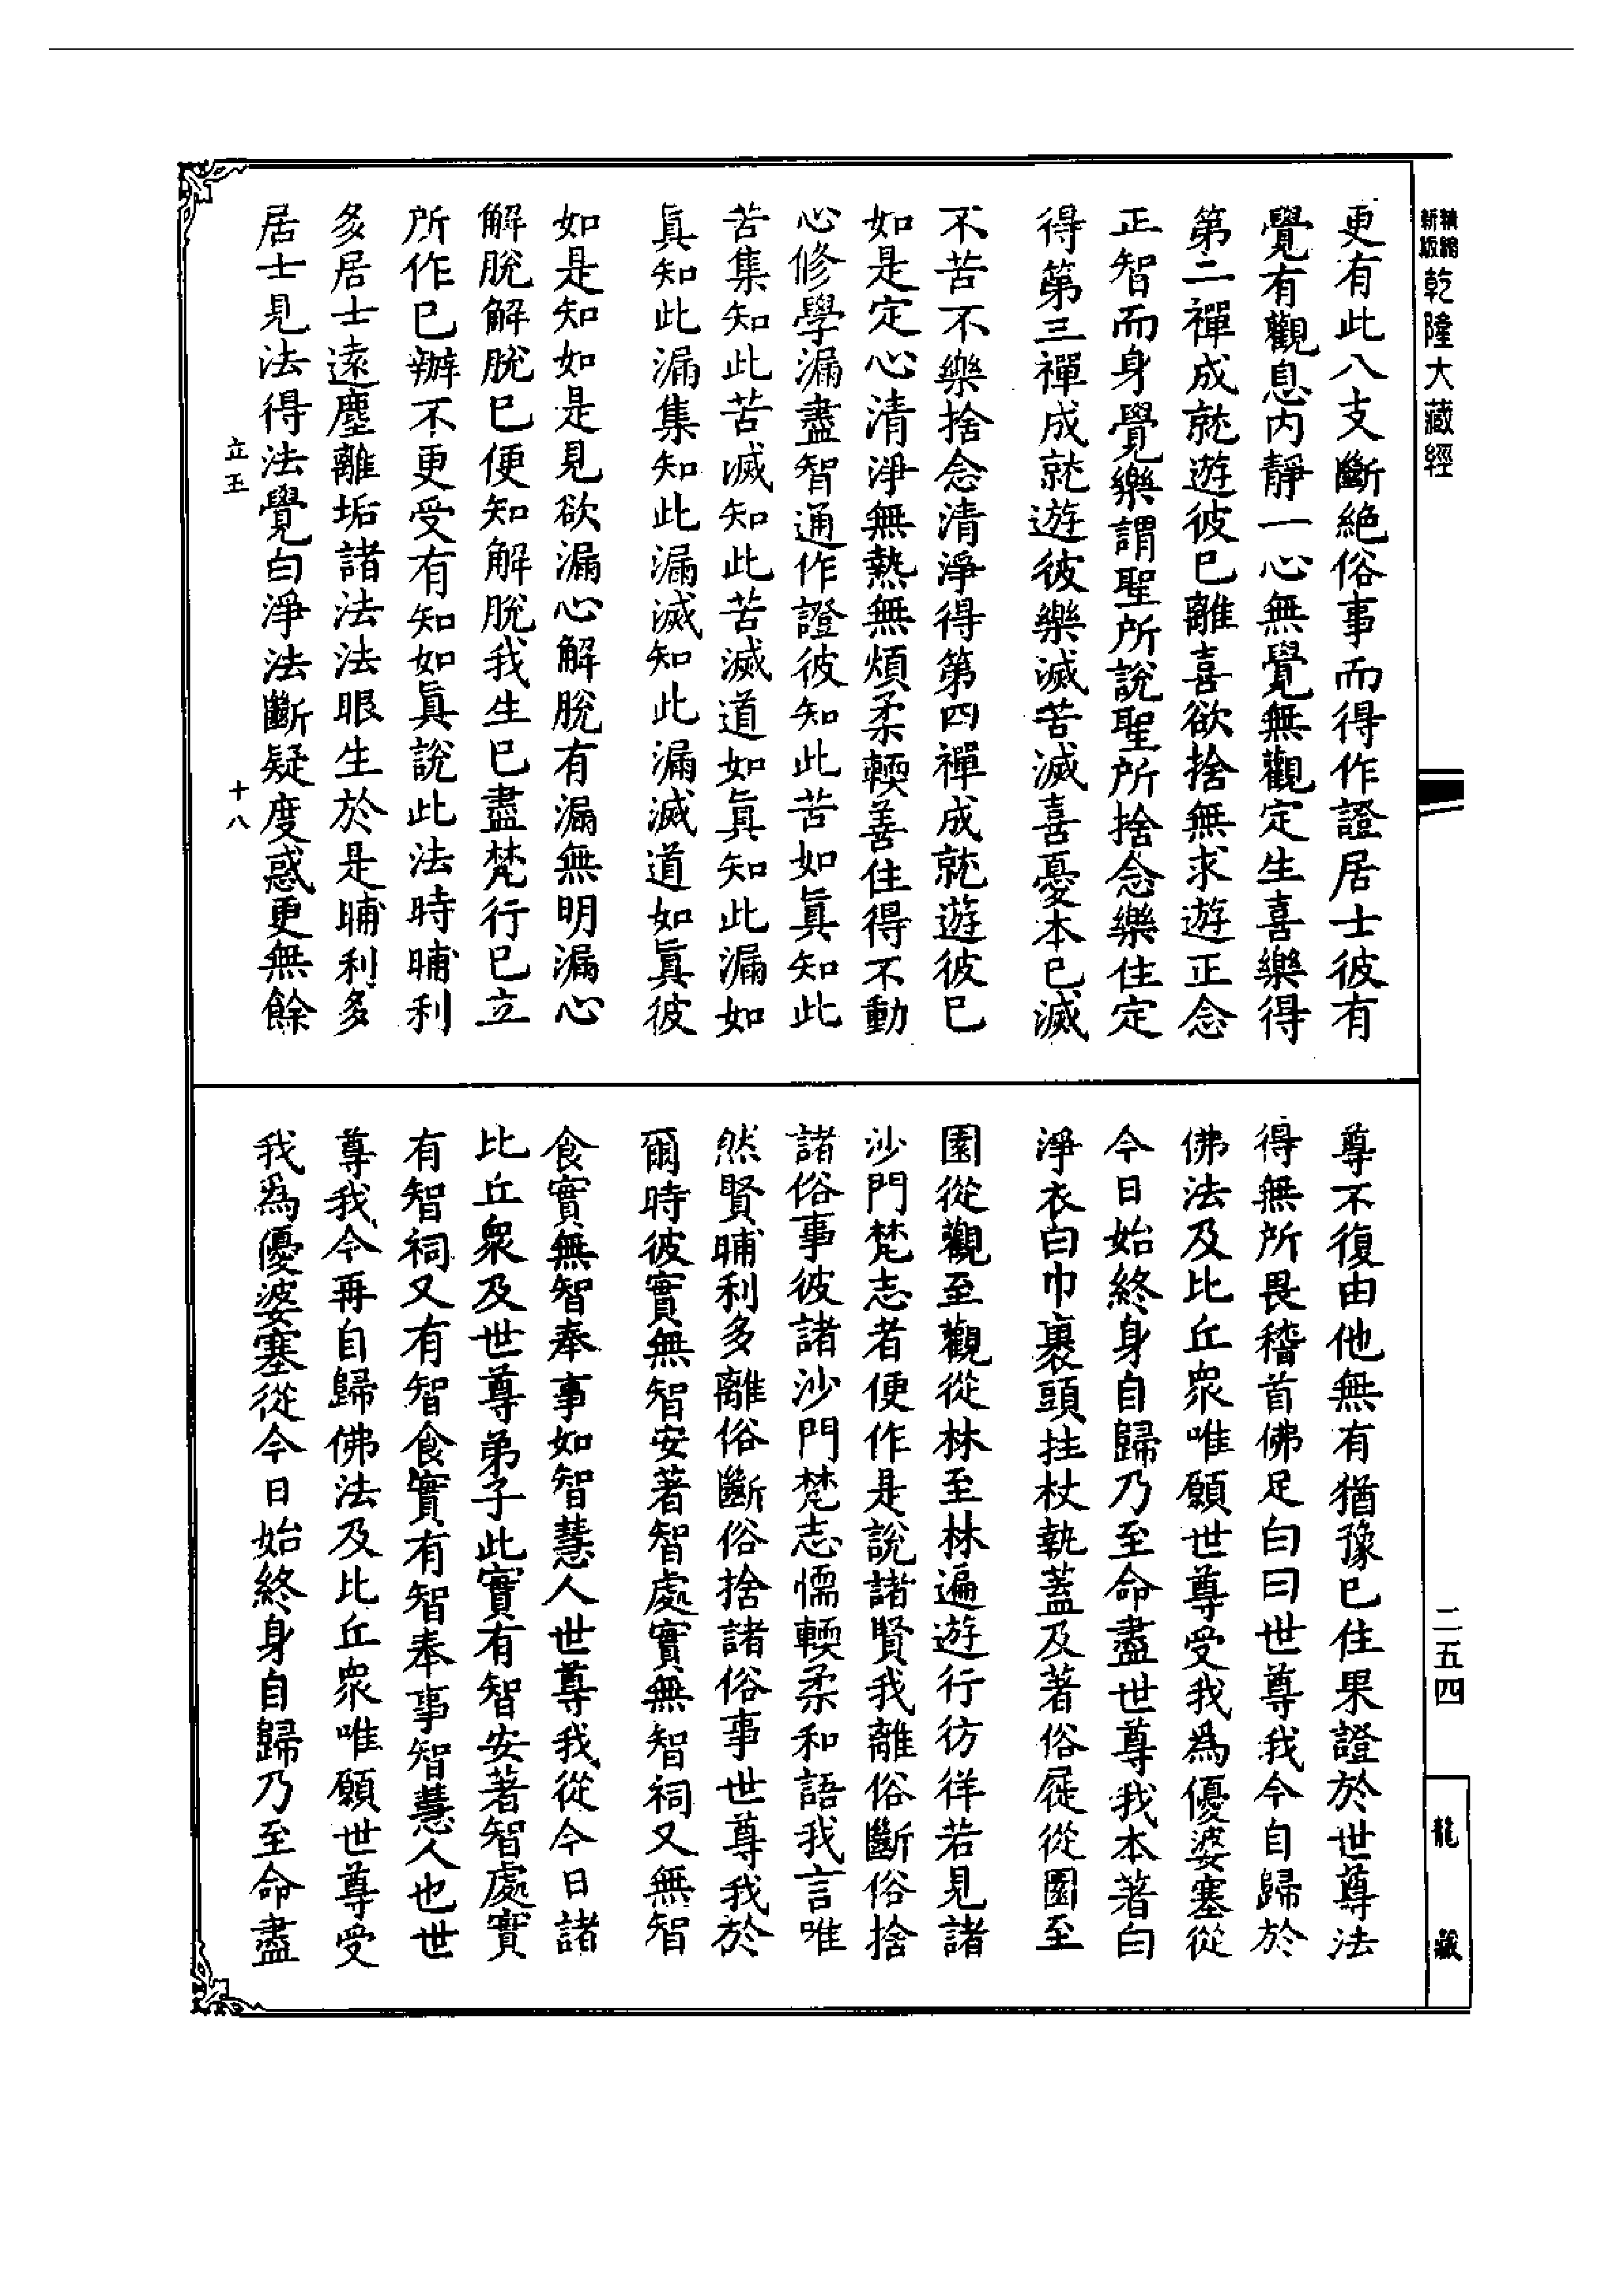 精縮
新版
乾隆大藏經
更有此八支斷絕俗事而得作證居士彼有
覺有觀息內靜一心無覺無觀定生喜樂得
第二禪成就遊彼已離喜欲捨無求遊正念
正智而身覺樂謂聖所說聖所捨念樂住定
得第三禪成就遊彼樂滅苦滅喜憂本已滅
不苦不樂捨念清淨得第四禪成就遊彼已
如是定心清淨無熱無煩柔輭善住得不動
心修學漏盡智通作證彼知此苦如眞知此
苦集知此苦滅知此苦滅道如眞知此漏如
眞知此漏集知此漏滅知此漏滅道如眞彼
如是知如是見欲漏心解脫有漏無明漏心
解脫解脫已便知解脫我生已盡梵行已立
所作已辦不更受有知如眞說此法時晡利
多居士遠塵離垢諸法法眼生於是晡利多
居士見法得法覺白淨法斷疑度惑更無餘
立五
十八
尊不復由他無有猶豫已住果證於世尊法
得無所畏稽首佛足白曰世尊我今自歸於
佛法及比丘眾唯願世尊受我為優婆塞從
今日始終身自歸乃至命盡世尊我本著白
淨衣白巾裹頭拄杖執蓋及著俗屣從園至
園從觀至觀從林至林遍遊行彷徉若見諸
沙門梵志者便作是說諸賢我離俗斷俗捨
諸俗事彼諸沙門梵志懦輭柔和語我言唯
然賢晡利多離俗斷俗捨諸俗事世尊我於
爾時彼實無智安著智處實無智祠又無智
食實無智奉事如智慧人世尊我從今日諸
比丘眾及世尊弟子此實有智安著智處實
有智祠又有智食實有智奉事智慧人也世
尊我今再自歸佛法及比丘眾唯願世尊受
我為優婆塞從今日始終身自歸乃至命盡
二五四
龍藏